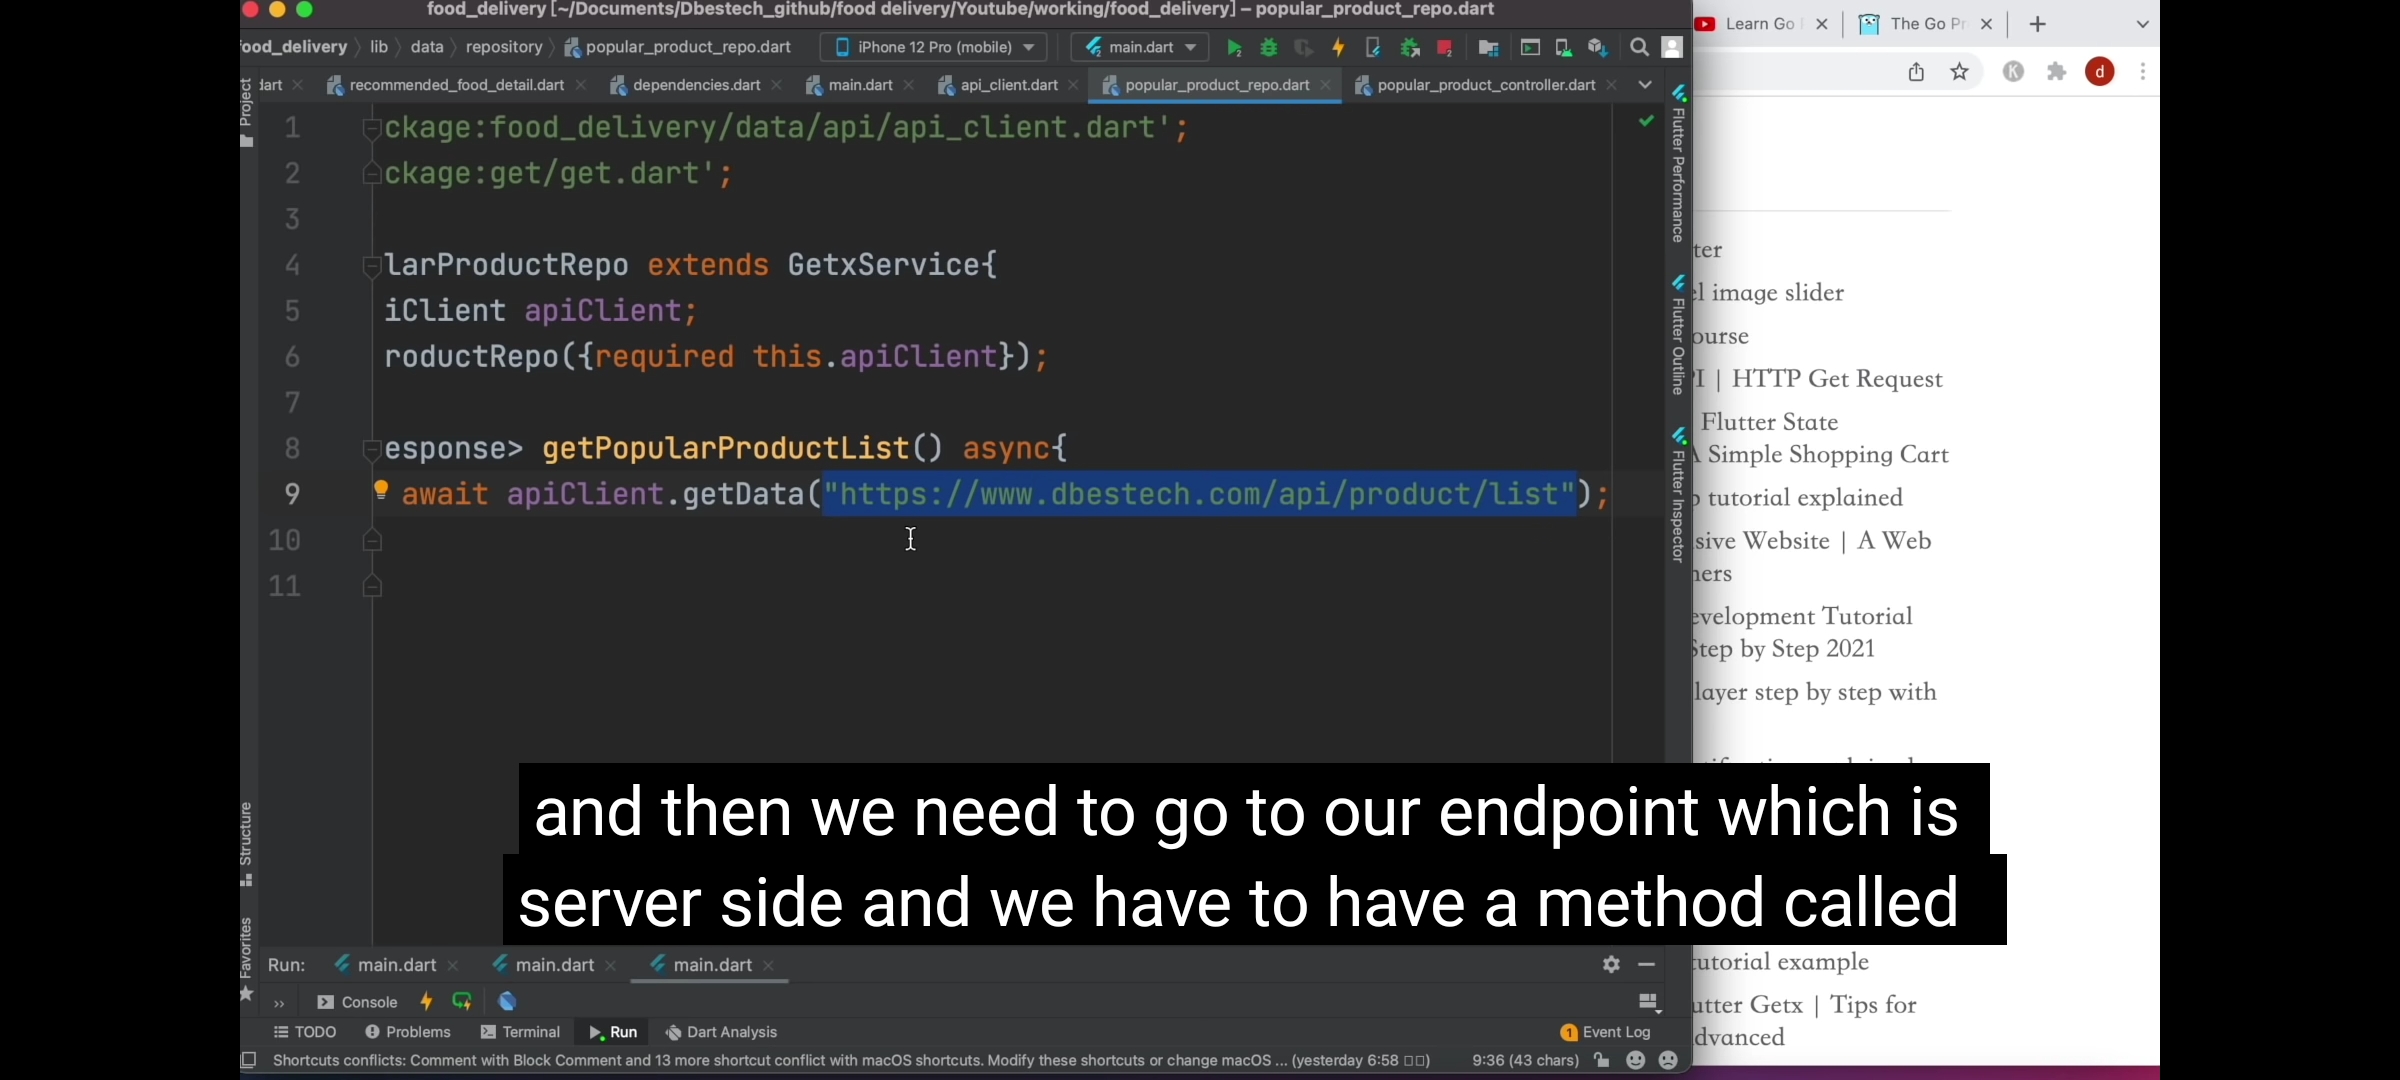 food_delivery [~/Documents/Dbestech_github/food delivery/Youtube/working/food_delivery] – popular_product_repo.dart
Learn Go
The Go Pr
food_delivery lib data repository popular_product_repo.dart
iPhone 12 Pro (mobile)
main.dart
K
d
dart
recommended_food_detail.dart
dependencies.dart
main.dart
api_client.dart
popular_product_repo.dart
popular_product_controller.dart
Project
1 ckage:food_delivery/data/api/api_client.dart';
2 ckage:get/get.dart';
3
4 larProductRepo extends GetxService{
5 iClient apiClient;
6 roductRepo({required this.apiClient});
7
8 esponse> getPopularProductList() async{
9 await apiClient.getData("https://www.dbestech.com/api/product/list");
10
11
Flutter Performance
Flutter Outline
Flutter Inspector
ter
el image slider
ourse
PI | HTTP Get Request
Flutter State
A Simple Shopping Cart
p tutorial explained
sive Website | A Web
ners
evelopment Tutorial
Step by Step 2021
layer step by step with
and then we need to go to our endpoint which is
server side and we have to have a method called
tutorial example
utter Getx | Tips for
dvanced
Structure
Favorites
Run: main.dart main.dart main.dart
Console
TODO Problems Terminal Run Dart Analysis
1 Event Log
Shortcuts conflicts: Comment with Block Comment and 13 more shortcut conflict with macOS shortcuts. Modify these shortcuts or change macOS ... (yesterday 6:58 )
9:36 (43 chars)